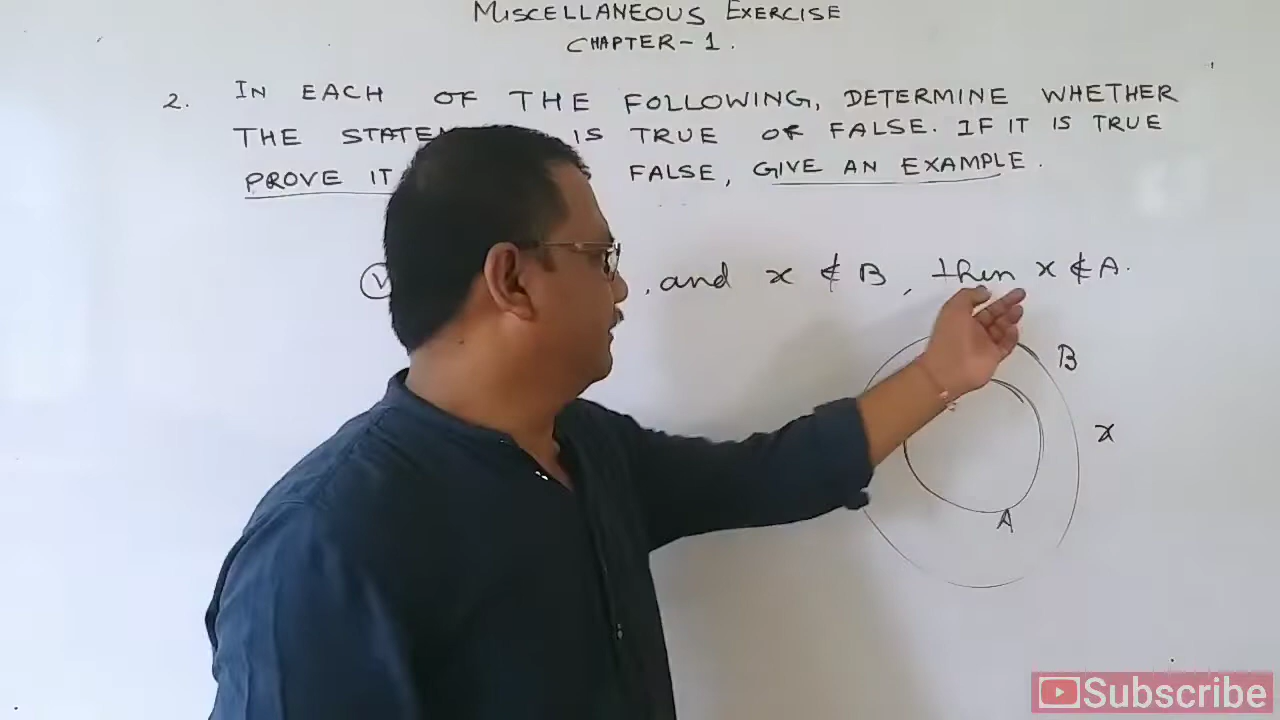 MISCELLANEOUS EXERCISE
CHAPTER-1.
2. IN EACH OF THE FOLLOWING, DETERMINE WHETHER
THE IS TRUE OR FALSE. IF IT IS TRUE
PROVE IT FALSE, GIVE AN EXAMPLE.
, and x ∉ B, then x ∉ A.
B
x
A
Subscribe